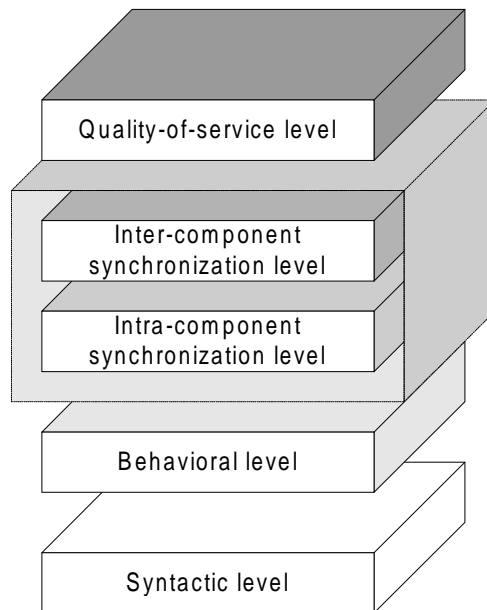 Quality-of-service level
Inter-component
synchronization level
Intra-component
synchronization level
Behavioral level
Syntactic level